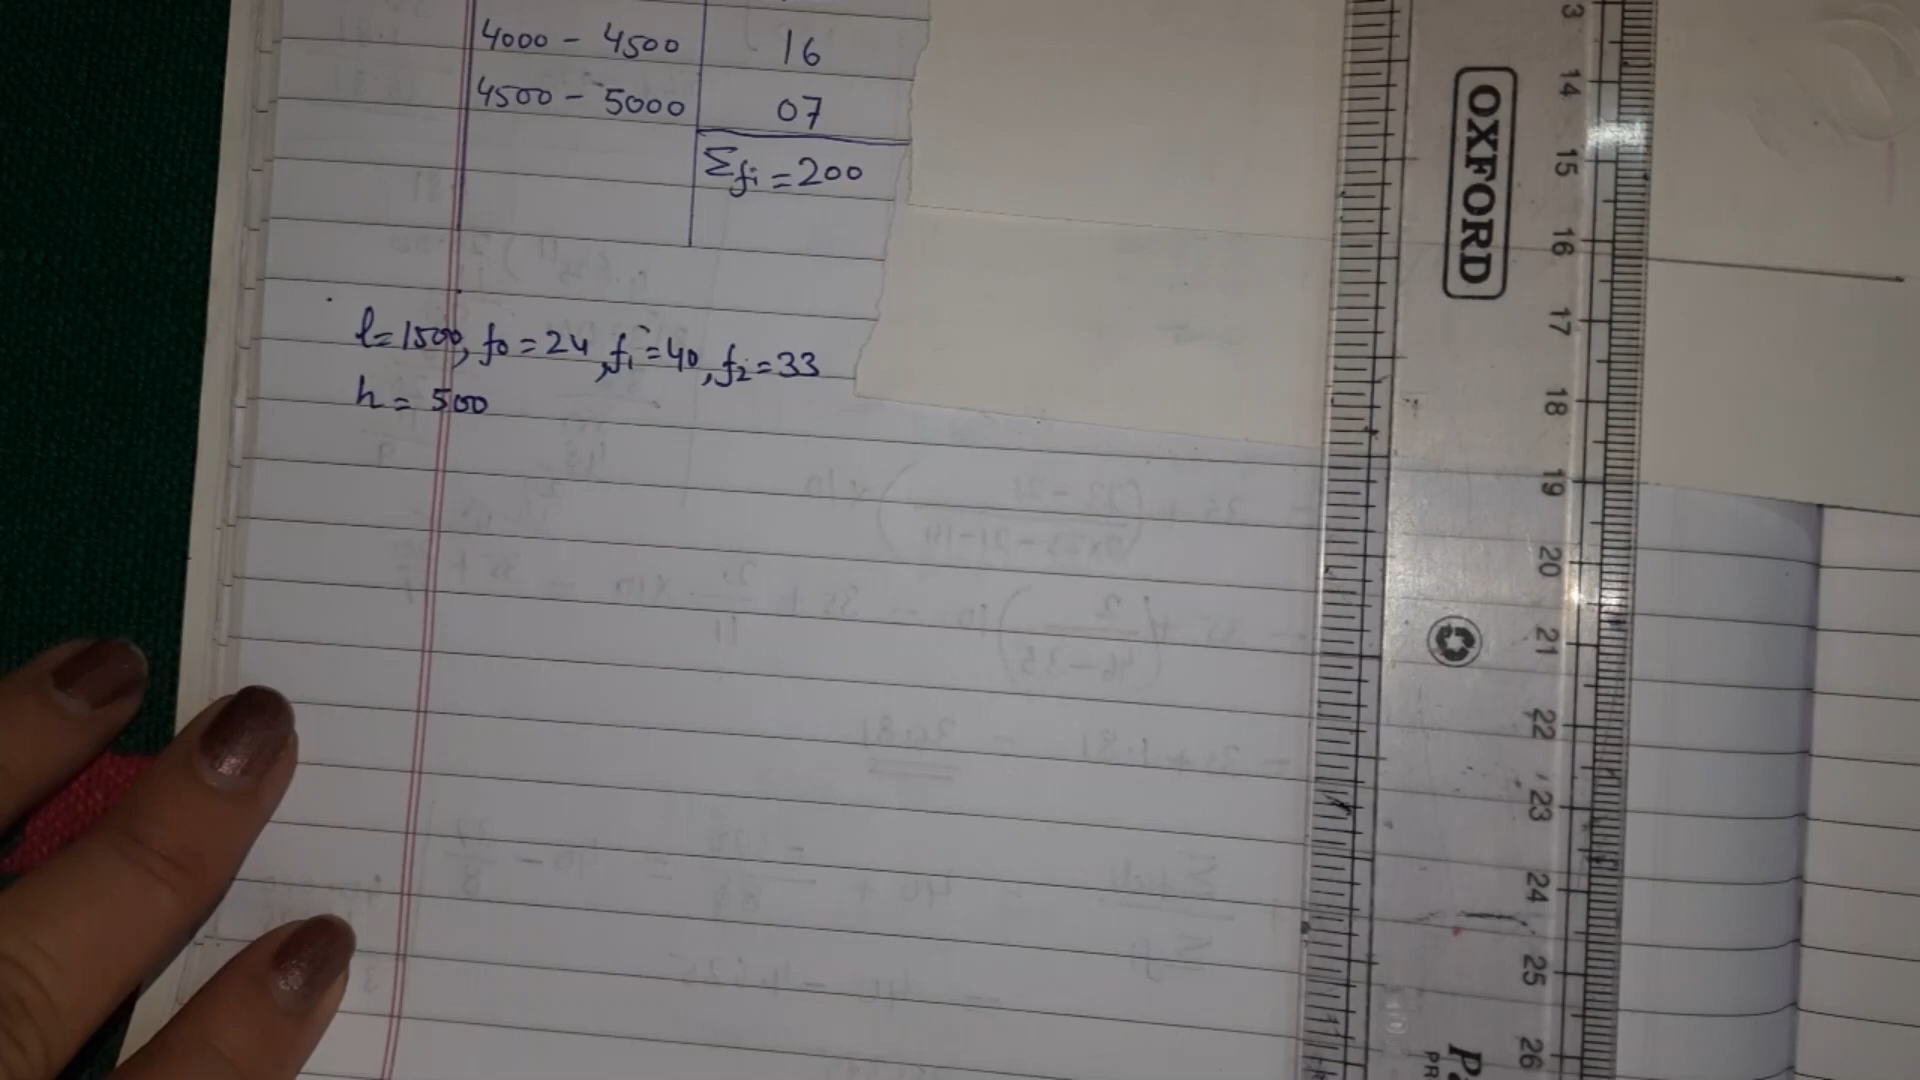 4000 - 4500 16
4500 - 5000 07
Σfi = 200
l = 1500, f0 = 24, f1 = 40, f2 = 33
h = 500
OXFORD
3
14
15
16
17
18
19
20
21
22
23
24
25
26